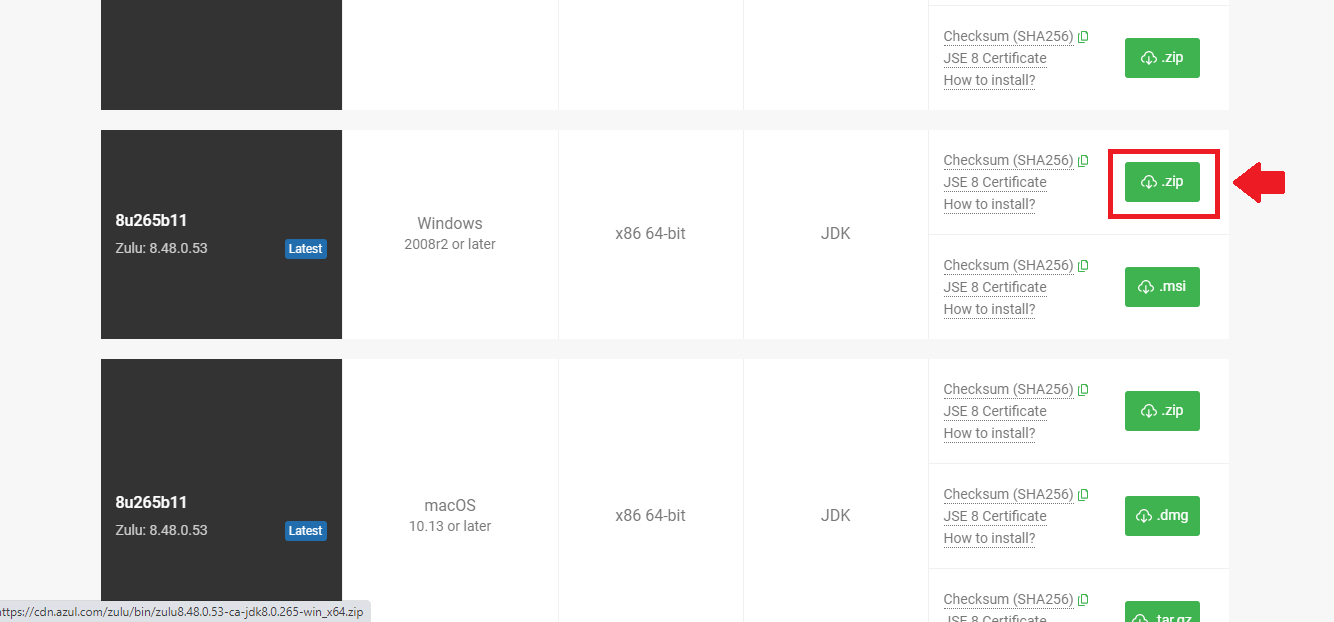 Checksum (SHA256)
JSE 8 Certificate
How to install?
.zip
8u265b11
Zulu: 8.48.0.53
Latest
Windows
2008r2 or later
x86 64-bit
JDK
Checksum (SHA256)
JSE 8 Certificate
How to install?
.zip
Checksum (SHA256)
JSE 8 Certificate
How to install?
.msi
8u265b11
Zulu: 8.48.0.53
Latest
macOS
10.13 or later
x86 64-bit
JDK
Checksum (SHA256)
JSE 8 Certificate
How to install?
.zip
Checksum (SHA256)
JSE 8 Certificate
How to install?
.dmg
Checksum (SHA256)
JSE 8 Certificate
.tar.gz
ttps://cdn.azul.com/zulu/bin/zulu8.48.0.53-ca-jdk8.0.265-win_x64.zip